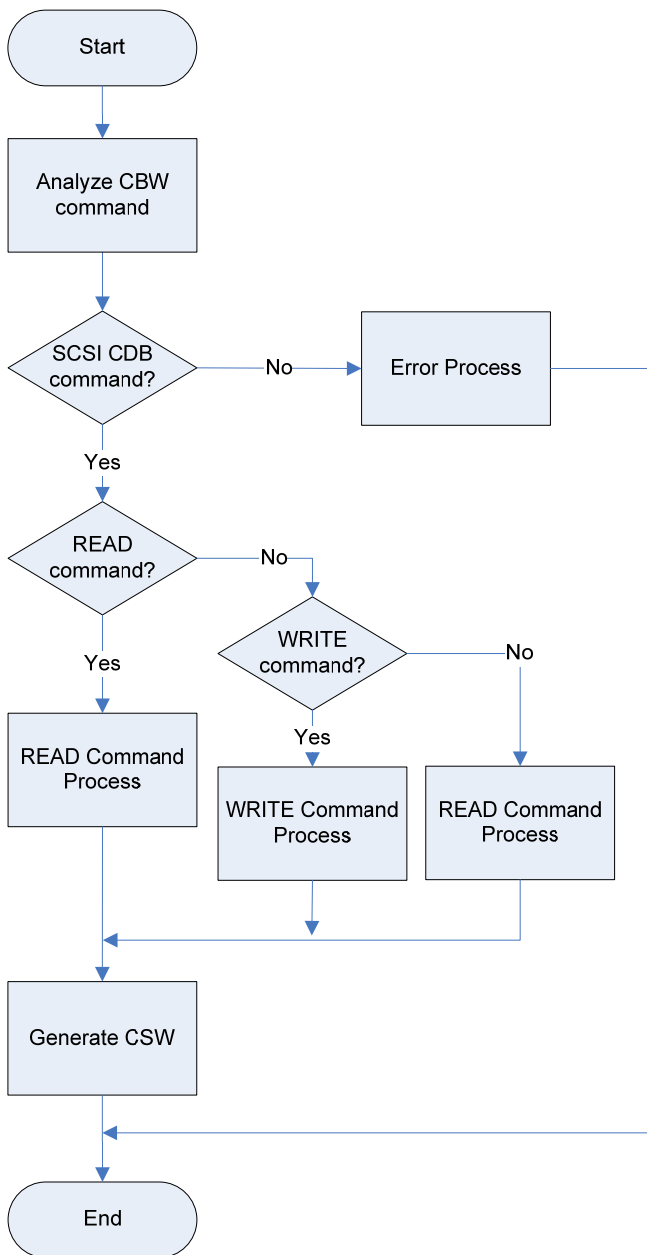 Start
Analyze CBW
command
SCSI CDB
command?
No
Error Process
Yes
READ
command?
No
WRITE
command?
No
Yes
Yes
READ Command
Process
WRITE Command
Process
READ Command
Process
Generate CSW
End